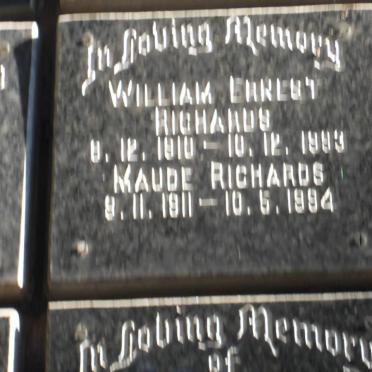 In Loving Memory
WILLIAM ERNEST
RICHARDS
9. 12. 1910 – 10. 12. 1993
MAUDE RICHARDS
9. 11. 1911 – 10. 5. 1994
In Loving Memory
of